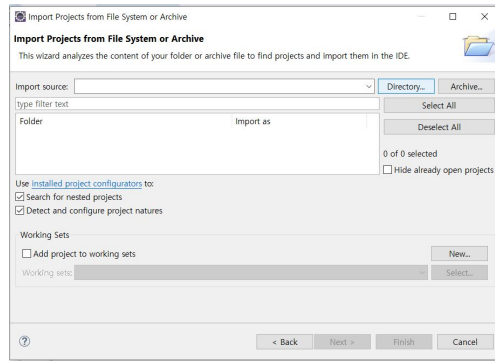 Import Projects from File System or Archive
Import Projects from File System or Archive
This wizard analyzes the content of your folder or archive file to find projects and import them in the IDE.
Import source: Directory... Archive...
type filter text Select All
Folder Import as
Deselect All
0 of 0 selected
Hide already open projects
Use installed project configurators to:
Search for nested projects
Detect and configure project natures
Working Sets
Add project to working sets New...
Working sets: Select...
? < Back Next > Finish Cancel